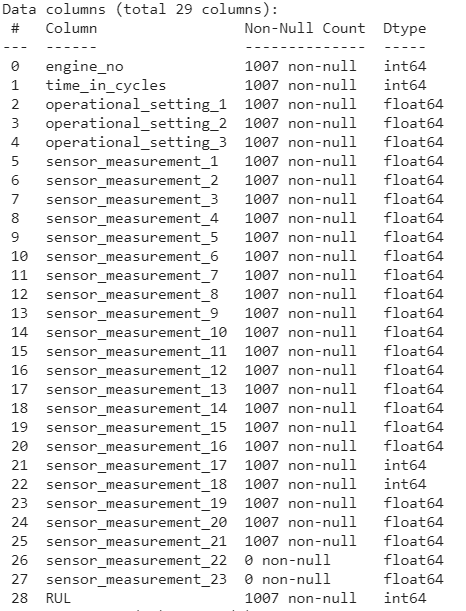 Data columns (total 29 columns):
 #   Column                 Non-Null Count  Dtype
---  ------                 --------------  -----
 0   engine_no              1007 non-null   int64
 1   time_in_cycles         1007 non-null   int64
 2   operational_setting_1  1007 non-null   float64
 3   operational_setting_2  1007 non-null   float64
 4   operational_setting_3  1007 non-null   float64
 5   sensor_measurement_1   1007 non-null   float64
 6   sensor_measurement_2   1007 non-null   float64
 7   sensor_measurement_3   1007 non-null   float64
 8   sensor_measurement_4   1007 non-null   float64
 9   sensor_measurement_5   1007 non-null   float64
 10  sensor_measurement_6   1007 non-null   float64
 11  sensor_measurement_7   1007 non-null   float64
 12  sensor_measurement_8   1007 non-null   float64
 13  sensor_measurement_9   1007 non-null   float64
 14  sensor_measurement_10  1007 non-null   float64
 15  sensor_measurement_11  1007 non-null   float64
 16  sensor_measurement_12  1007 non-null   float64
 17  sensor_measurement_13  1007 non-null   float64
 18  sensor_measurement_14  1007 non-null   float64
 19  sensor_measurement_15  1007 non-null   float64
 20  sensor_measurement_16  1007 non-null   float64
 21  sensor_measurement_17  1007 non-null   int64
 22  sensor_measurement_18  1007 non-null   int64
 23  sensor_measurement_19  1007 non-null   float64
 24  sensor_measurement_20  1007 non-null   float64
 25  sensor_measurement_21  1007 non-null   float64
 26  sensor_measurement_22  0 non-null      float64
 27  sensor_measurement_23  0 non-null      float64
 28  RUL                    1007 non-null   int64